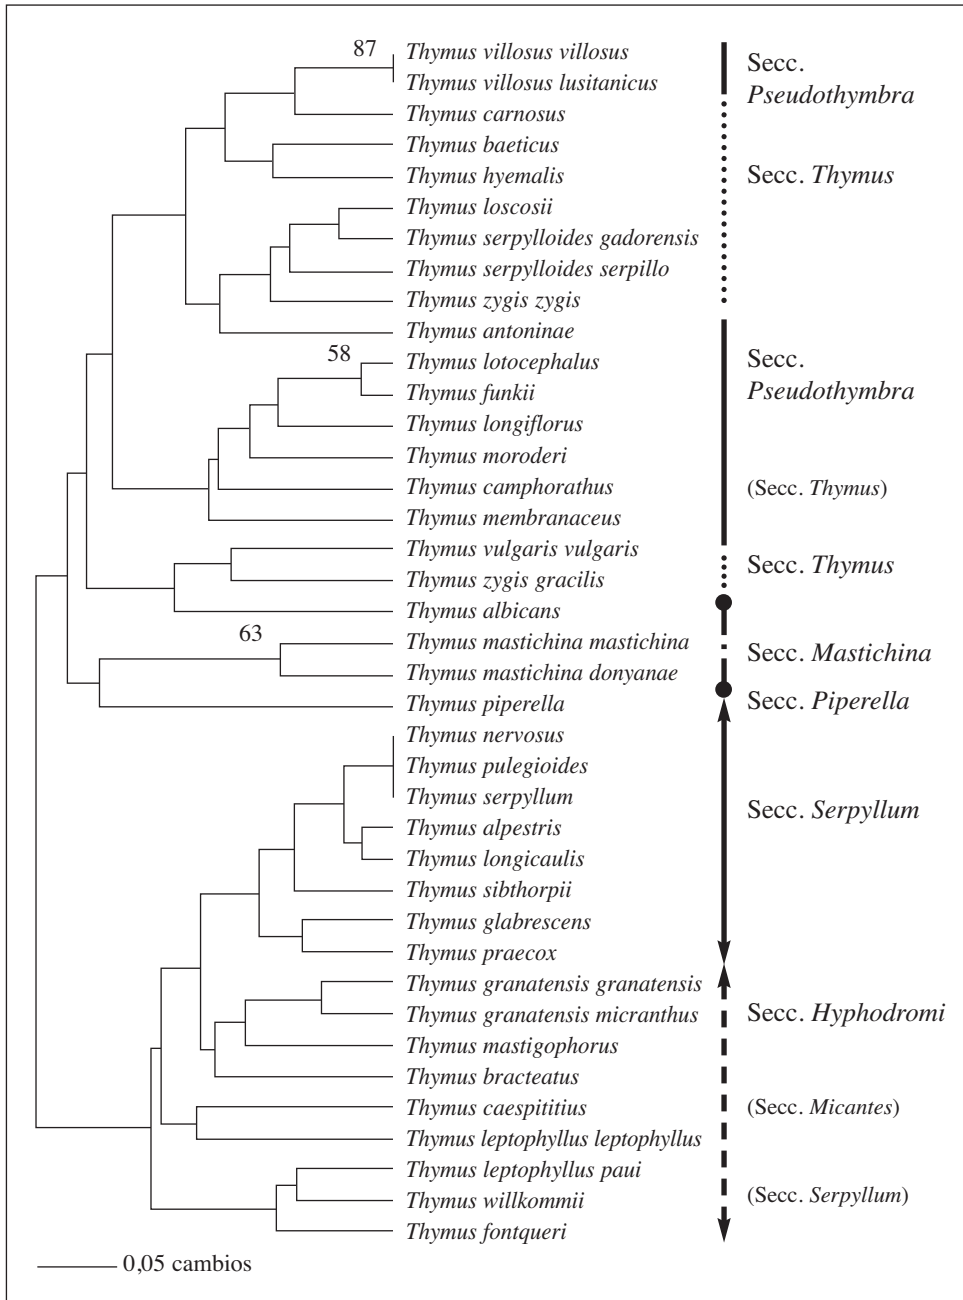 87
Thymus villosus villosus
Thymus villosus lusitanicus
Thymus carnosus
Thymus baeticus
Thymus hyemalis
Thymus loscosii
Thymus serpylloides gadorensis
Thymus serpylloides serpillo
Thymus zygis zygis
Thymus antoninae
58
Thymus lotocephalus
Thymus funkii
Thymus longiflorus
Thymus moroderi
Thymus camphorathus
Thymus membranaceus
Thymus vulgaris vulgaris
Thymus zygis gracilis
Thymus albicans
63
Thymus mastichina mastichina
Thymus mastichina donyanae
Thymus piperella
Thymus nervosus
Thymus pulegioides
Thymus serpyllum
Thymus alpestris
Thymus longicaulis
Thymus sibthorpii
Thymus glabrescens
Thymus praecox
Thymus granatensis granatensis
Thymus granatensis micranthus
Thymus mastigophorus
Thymus bracteatus
Thymus caespititius
Thymus leptophyllus leptophyllus
Thymus leptophyllus paui
Thymus willkommii
Thymus fontqueri
Secc.
Pseudothymbra
Secc. Thymus
Secc.
Pseudothymbra
(Secc. Thymus)
Secc. Thymus
Secc. Mastichina
Secc. Piperella
Secc. Serpyllum
Secc. Hyphodromi
(Secc. Micantes)
(Secc. Serpyllum)
0,05 cambios